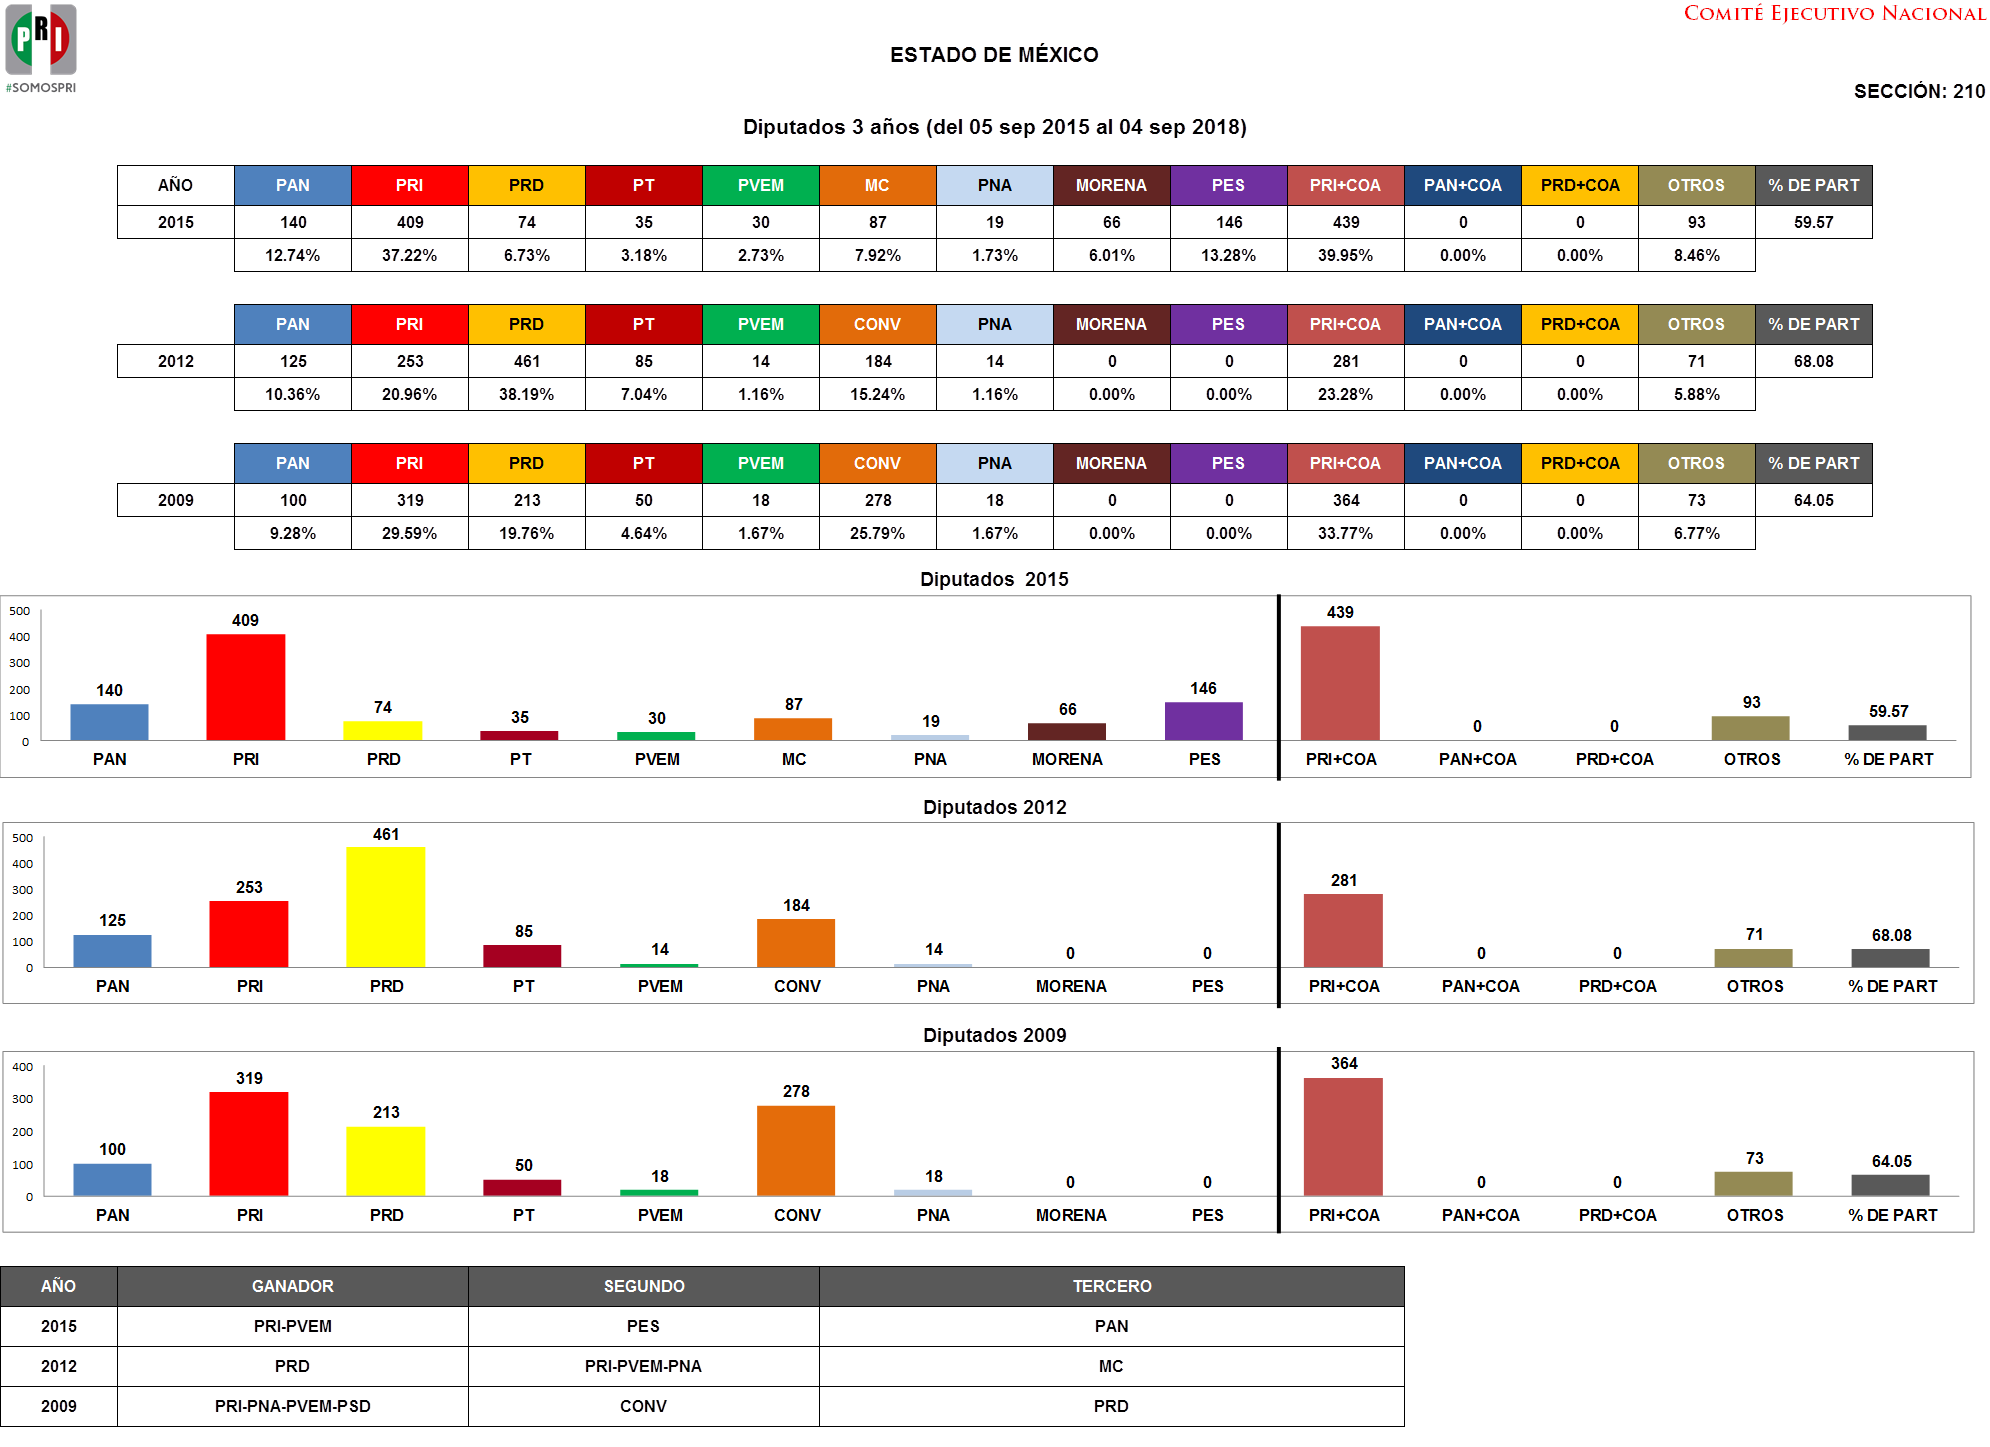 COMITÉ EJECUTIVO NACIONAL
PRI
#SOMOSPRI
ESTADO DE MÉXICO
SECCIÓN: 210
Diputados 3 años (del 05 sep 2015 al 04 sep 2018)
AÑO PAN PRI PRD PT PVEM MC PNA MORENA PES PRI+COA PAN+COA PRD+COA OTROS % DE PART
2015 140 409 74 35 30 87 19 66 146 439 0 0 93 59.57
12.74% 37.22% 6.73% 3.18% 2.73% 7.92% 1.73% 6.01% 13.28% 39.95% 0.00% 0.00% 8.46%
PAN PRI PRD PT PVEM CONV PNA MORENA PES PRI+COA PAN+COA PRD+COA OTROS % DE PART
2012 125 253 461 85 14 184 14 0 0 281 0 0 71 68.08
10.36% 20.96% 38.19% 7.04% 1.16% 15.24% 1.16% 0.00% 0.00% 23.28% 0.00% 0.00% 5.88%
PAN PRI PRD PT PVEM CONV PNA MORENA PES PRI+COA PAN+COA PRD+COA OTROS % DE PART
2009 100 319 213 50 18 278 18 0 0 364 0 0 73 64.05
9.28% 29.59% 19.76% 4.64% 1.67% 25.79% 1.67% 0.00% 0.00% 33.77% 0.00% 0.00% 6.77%
Diputados 2015
500
400
300
200
100
0
140 409 74 35 30 87 19 66 146 439 0 0 93 59.57
PAN PRI PRD PT PVEM MC PNA MORENA PES PRI+COA PAN+COA PRD+COA OTROS % DE PART
Diputados 2012
500
400
300
200
100
0
125 253 461 85 14 184 14 0 0 281 0 0 71 68.08
PAN PRI PRD PT PVEM CONV PNA MORENA PES PRI+COA PAN+COA PRD+COA OTROS % DE PART
Diputados 2009
400
300
200
100
0
100 319 213 50 18 278 18 0 0 364 0 0 73 64.05
PAN PRI PRD PT PVEM CONV PNA MORENA PES PRI+COA PAN+COA PRD+COA OTROS % DE PART
AÑO GANADOR SEGUNDO TERCERO
2015 PRI-PVEM PES PAN
2012 PRD PRI-PVEM-PNA MC
2009 PRI-PNA-PVEM-PSD CONV PRD